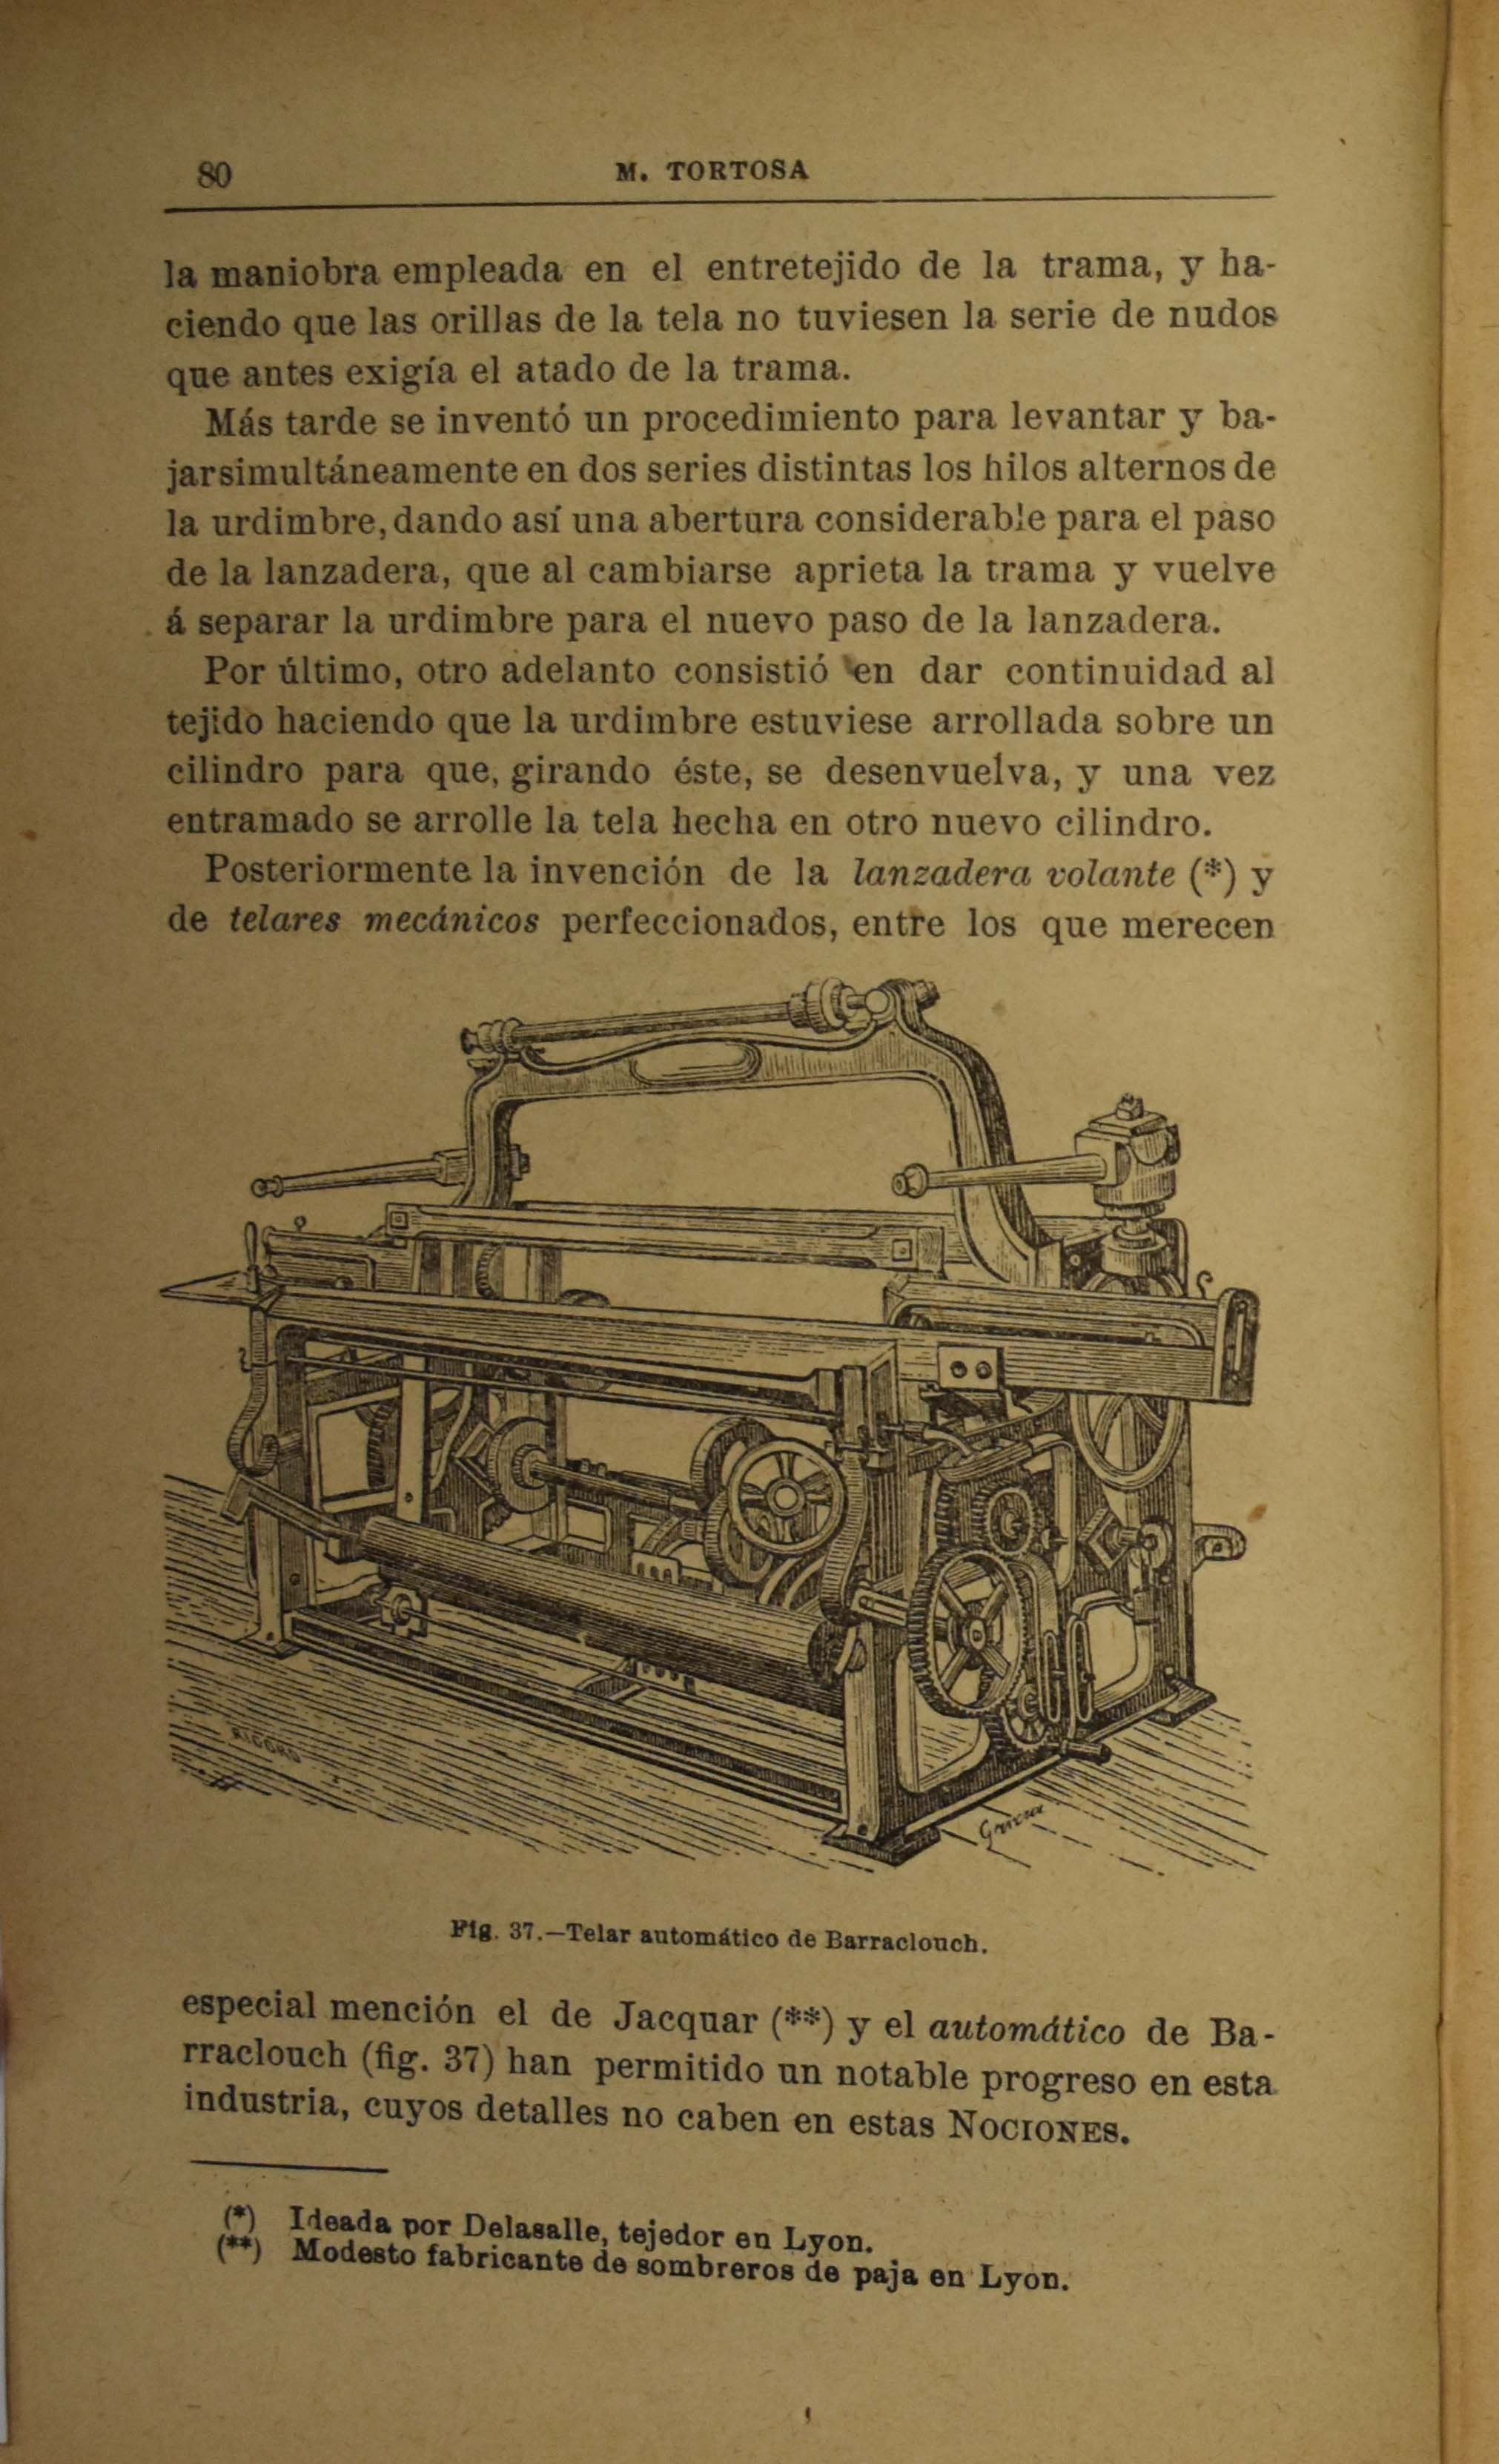 80
M. TORTOSA
la maniobra empleada en el entretejido de la trama, y ha-
ciendo que las orillas de la tela no tuviesen la serie de nudos
que antes exigía el atado de la trama.
Más tarde se inventó un procedimiento para levantar y ba-
jar simultáneamente en dos series distintas los hilos alternos de
la urdimbre, dando así una abertura considerable para el paso
de la lanzadera, que al cambiarse aprieta la trama y vuelve
á separar la urdimbre para el nuevo paso de la lanzadera.
Por último, otro adelanto consistió en dar continuidad al
tejido haciendo que la urdimbre estuviese arrollada sobre un
cilindro para que, girando éste, se desenvuelva, y una vez
entramado se arrolle la tela hecha en otro nuevo cilindro.
Posteriormente la invención de la lanzadera volante (*) y
de telares mecánicos perfeccionados, entre los que merecen
RIGORD
Fig. 37.—Telar automático de Barraclouch.
especial mención el de Jacquar (**) y el automático de Ba-
rraclouch (fig. 37) han permitido un notable progreso en esta
industria, cuyos detalles no caben en estas NOCIONES.
(*) Ideada por Delasalle, tejedor en Lyon.
(**) Modesto fabricante de sombreros de paja en Lyon.